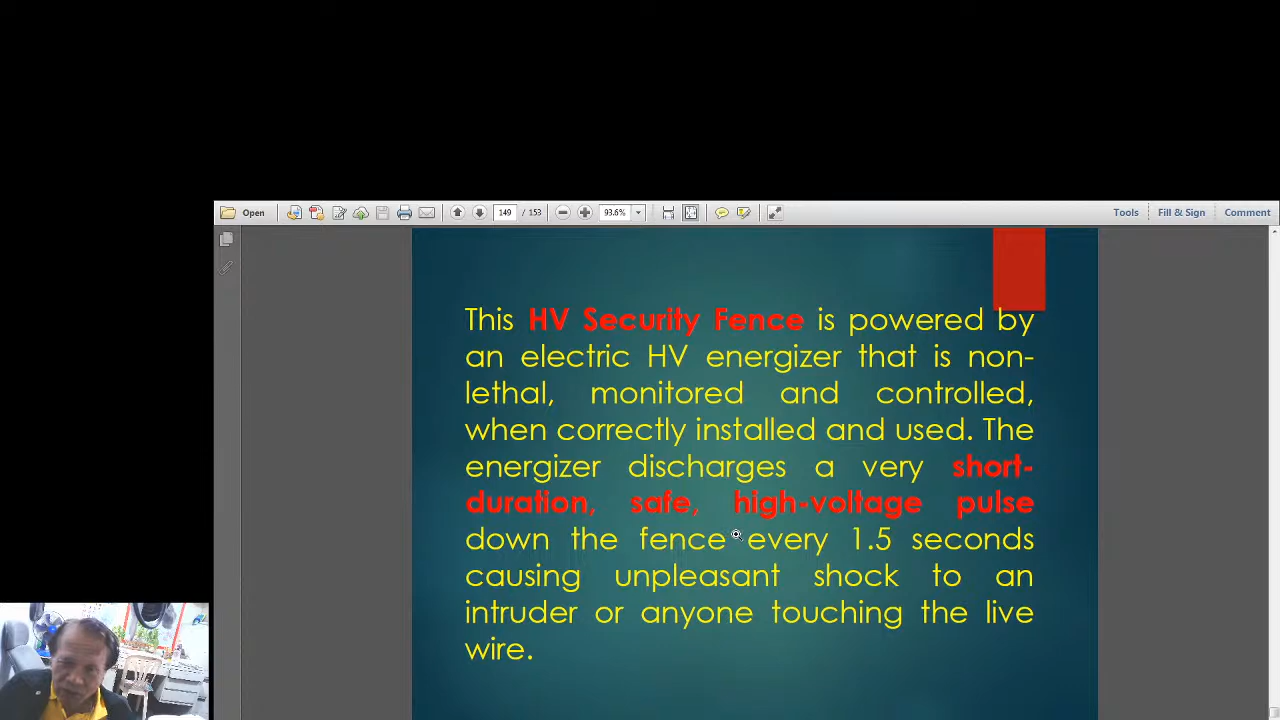 Open
149 / 153
93.6%
Tools
Fill & Sign
Comment
This HV Security Fence is powered by
an electric HV energizer that is non-
lethal, monitored and controlled,
when correctly installed and used. The
energizer discharges a very short-
duration, safe, high-voltage pulse
down the fence every 1.5 seconds
causing unpleasant shock to an
intruder or anyone touching the live
wire.